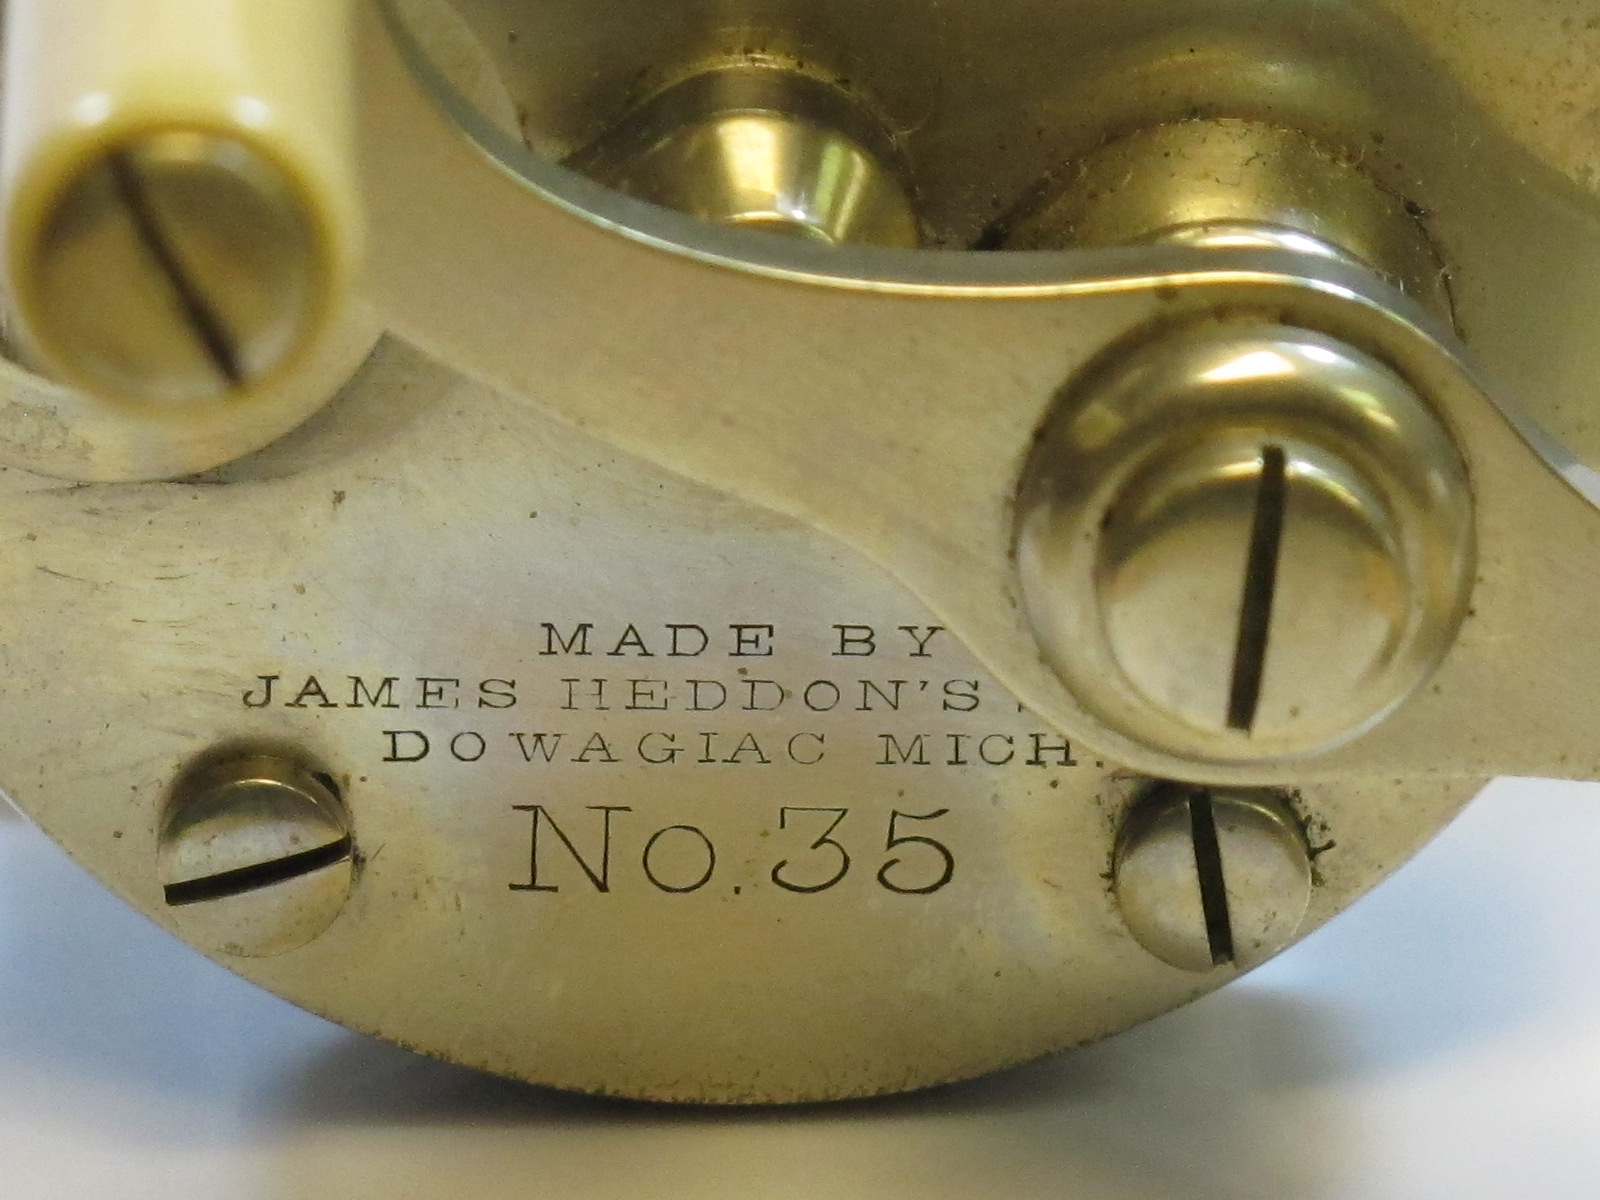 MADE BY
JAMES HEDDON'S
DOWAGIAC MICH.
No. 35